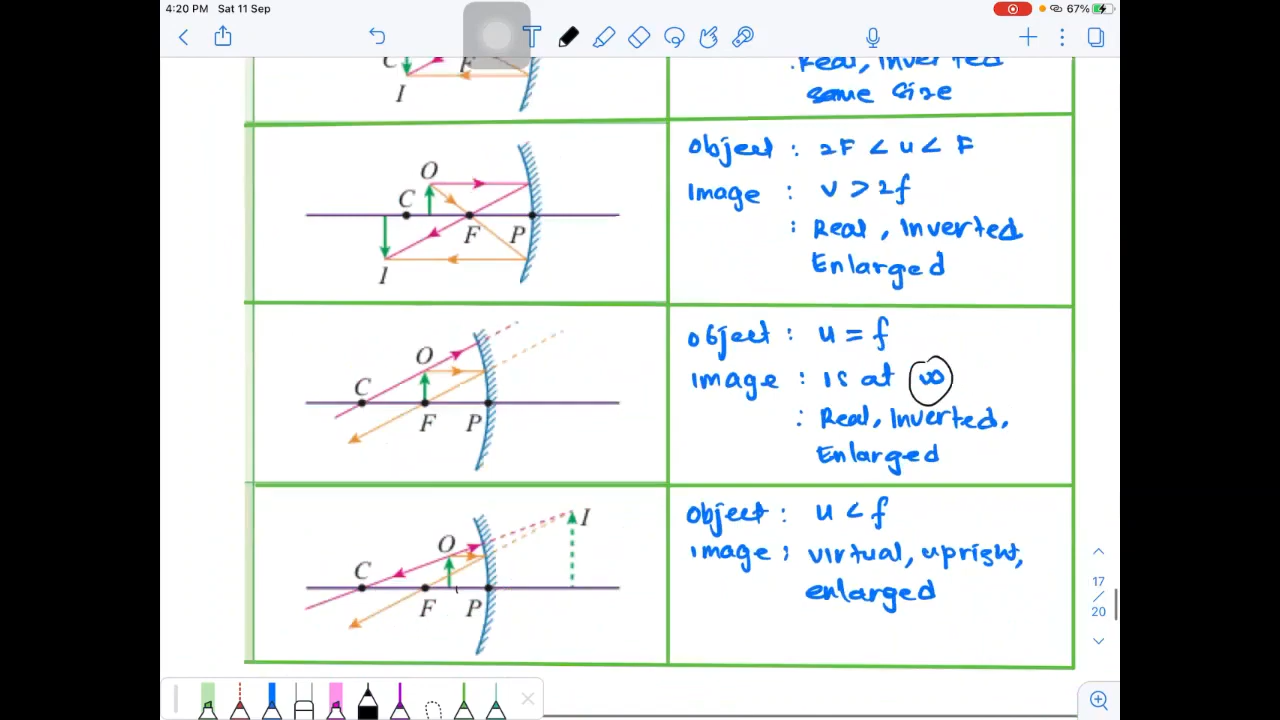 4:20 PM Sat 11 Sep
67%
T
C
F
I
Real, Inverted
same size
O
C
F
P
I
Object : 2F < u < F
Image : v > 2f
: Real, Inverted
Enlarged
O
C
F
P
Object : u = f
Image : is at ∞
: Real, Inverted,
Enlarged
O
I
C
F
P
Object : u < f
Image : virtual, upright,
enlarged
17
/
20